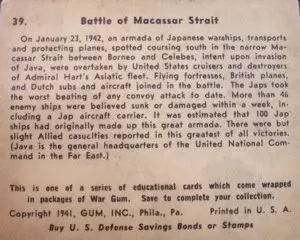 39. Battle of Macassar Strait
On January 23, 1942, an armada of Japanese warships, transports
and protecting planes, spotted coursing south in the narrow Ma-
cassar Strait between Borneo and Celebes, intent upon invasion
of Java, were overtaken by United States cruisers and destroyers
of Admiral Hart's Asiatic fleet. Flying fortresses, British planes,
and Dutch subs and aircraft joined in the battle. The Japs took
the worst beating of any convoy attack to date. More than 46
enemy ships were believed sunk or damaged within a week, in-
cluding a Jap aircraft carrier. It was estimated that 100 Jap
ships had originally made up this great armada. There were but
slight Allied casualties reported in this greatest of all victories.
(Java is the general headquarters of the United National Com-
mand in the Far East.)
This is one of a series of educational cards which come wrapped
in packages of War Gum. Save to complete your collection.
Copyright 1941, GUM, INC., Phila., Pa. Printed in U. S. A.
Buy U. S. Defense Savings Bonds or Stamps